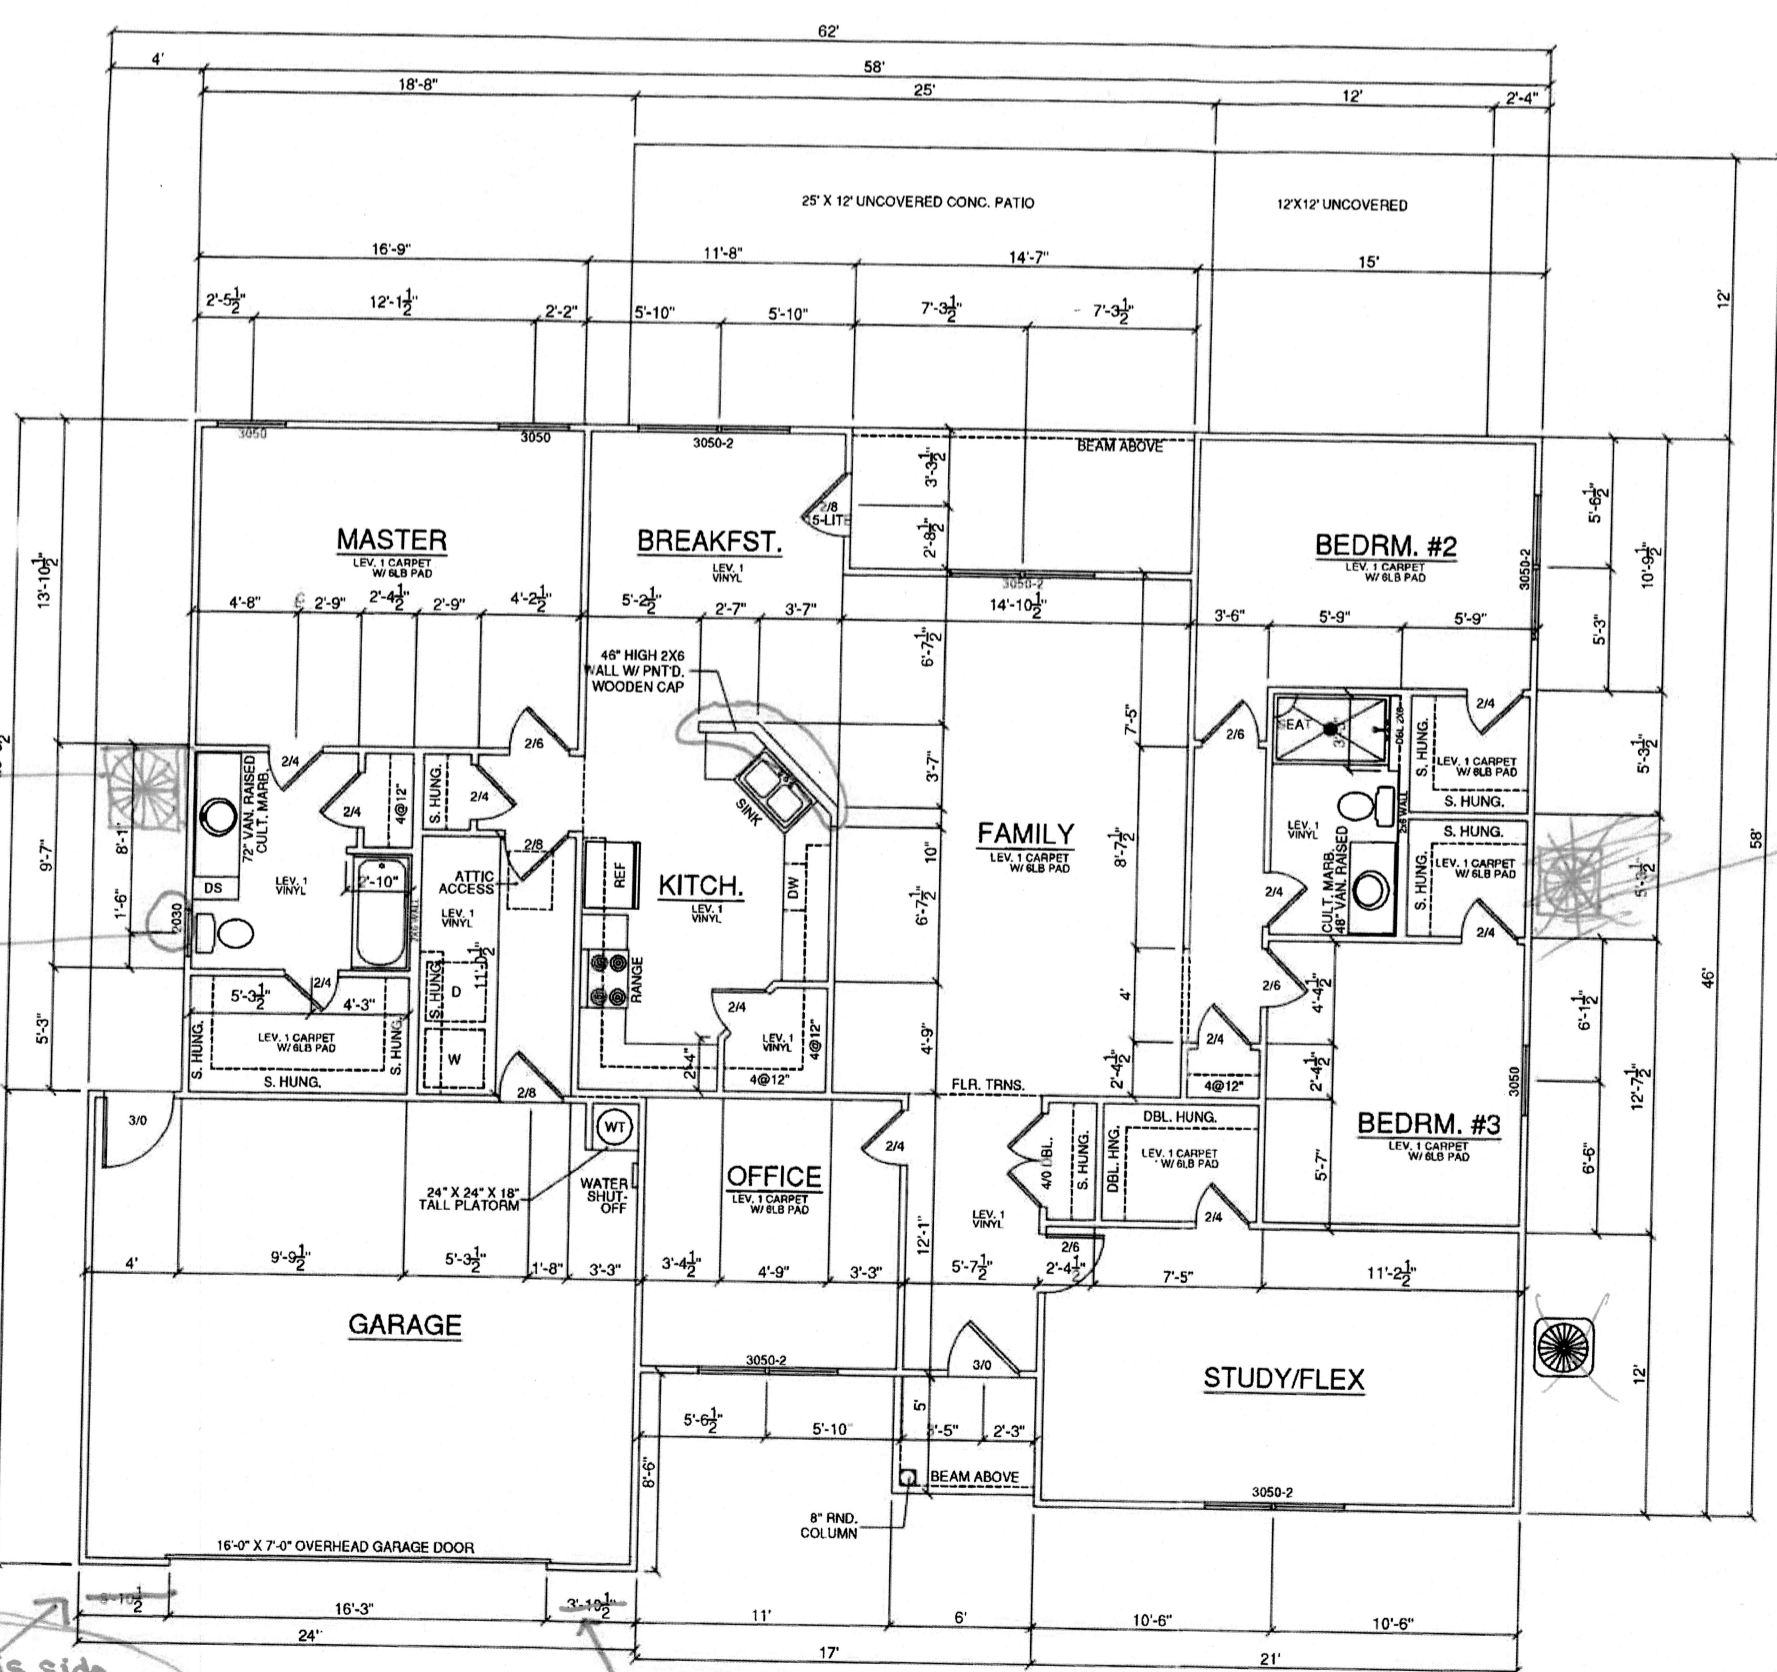 62'
4'
58'
18'-8"
25'
12'
2'-4"
25' X 12' UNCOVERED CONC. PATIO
12'X12' UNCOVERED
16'-9"
11'-8"
14'-7"
15'
12'
2'-5½"
12'-1½"
2'-2"
5'-10"
5'-10"
7'-3½"
7'-3½"
3050
3050
3050-2
BEAM ABOVE
3'-3½"
2'-8½"
5'-6½"
10'-9½"
5'-3"
13'-10½"
MASTER
LEV. 1 CARPET
W/ 6LB PAD
BREAKFST.
LEV. 1
VINYL
2/8
15-LITE
BEDRM. #2
LEV. 1 CARPET
W/ 6LB PAD
3050-2
3050-2
4'-8"
2'-9"
2'-4½"
2'-9"
4'-2½"
5'-2½"
2'-7"
3'-7"
14'-10½"
3'-6"
5'-9"
5'-9"
6'-7½"
46" HIGH 2X6
WALL W/ PNT'D.
WOODEN CAP
7'-5"
2/4
2/6
2/6
SEAT
DBL. 2X6
S. HUNG.
2/4
LEV. 1 CARPET
W/ 6LB PAD
S. HUNG.
5'-3½"
3'-7"
72" VAN. RAISED
CULT. MARB.
2/4
4@12"
S. HUNG.
2/4
SINK
2/8
8'-1"
9'-7"
1'-6"
2030
DS
LEV. 1
VINYL
2'-10"
2X6 WALL
ATTIC
ACCESS
LEV. 1
VINYL
11'-0½"
REF
KITCH.
LEV. 1
VINYL
DW
RANGE
10"
6'-7½"
FAMILY
LEV. 1 CARPET
W/ 6LB PAD
8'-7½"
LEV. 1
VINYL
2x6 WALL
CULT. MARB.
48" VAN. RAISED
S. HUNG.
S. HUNG.
LEV. 1 CARPET
W/ 6LB PAD
2/4
2/4
5'-3½"
58'
46'
2/4
5'-3½"
4'-3"
S. HUNG.
LEV. 1 CARPET
W/ 6LB PAD
S. HUNG.
S. HUNG.
5'-3"
S. HUNG.
D
W
2/8
2/4
LEV. 1
VINYL
4@12"
4@12"
2'-4"
4'-9"
4'
2'-4½"
FLR. TRNS.
2/6
2/4
4@12"
4'-4½"
2'-4½"
6'-1½"
12'-7½"
3050
3/0
WT
24" X 24" X 18"
TALL PLATORM
WATER
SHUT-
OFF
OFFICE
LEV. 1 CARPET
W/ 6LB PAD
2/4
12'-1"
LEV. 1
VINYL
4/0 DBL.
S. HUNG.
DBL. HUNG.
DBL. HNG.
LEV. 1 CARPET
W/ 6LB PAD
2/4
5'-7"
BEDRM. #3
LEV. 1 CARPET
W/ 6LB PAD
6'-6"
4'
9'-9½"
5'-3½"
1'-8"
3'-3"
3'-4½"
4'-9"
3'-3"
5'-7½"
2/6
2'-4½"
7'-5"
11'-2½"
GARAGE
3050-2
3/0
STUDY/FLEX
12'
5'-6½"
5'-10"
5'
2'-3"
8'-6"
BEAM ABOVE
8" RND.
COLUMN
3050-2
16'-0" X 7'-0" OVERHEAD GARAGE DOOR
16'-3"
3'-10½"
11'
6'
10'-6"
10'-6"
24'
17'
21'
side